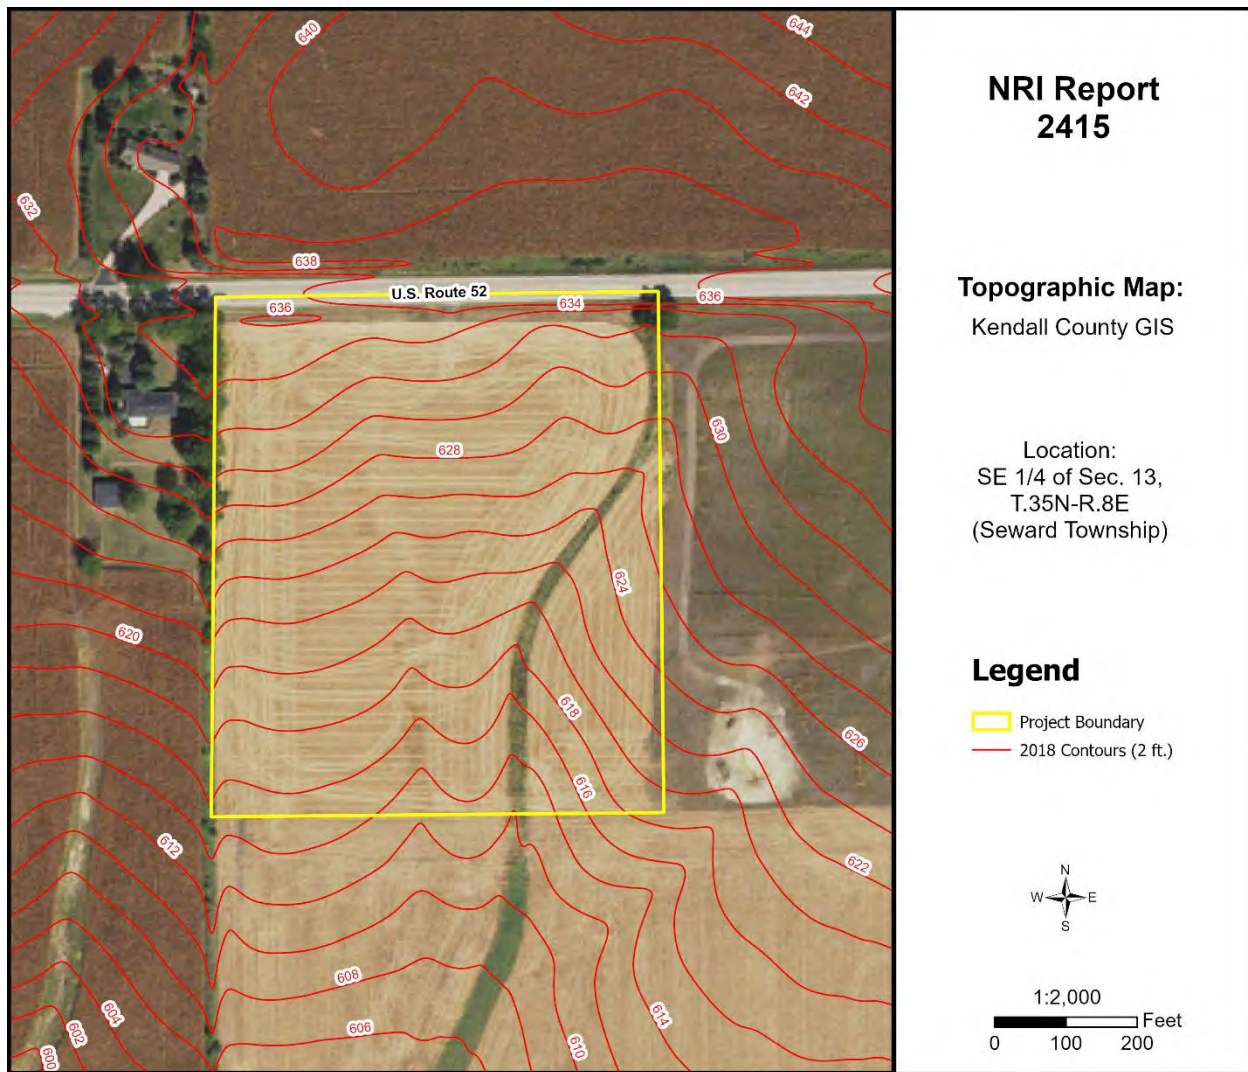 640
644
642
632
638
636
U.S. Route 52
634
636
628
630
624
620
618
626
616
612
622
608
614
606
604
602
610
600
NRI Report
2415
Topographic Map:
Kendall County GIS
Location:
SE 1/4 of Sec. 13,
T.35N-R.8E
(Seward Township)
Legend
Project Boundary
2018 Contours (2 ft.)
N
W E
S
1:2,000
Feet
0 100 200